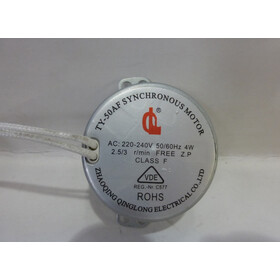 TY-50AF SYNCHRONOUS MOTOR
AC: 220-240V 50/60Hz 4W
2.5/3 r/min FREE Z.P
CLASS F
VDE
REG.-Nr C377
ROHS
ZHAOQING QINGLONG ELECTRICAL CO.,LTD